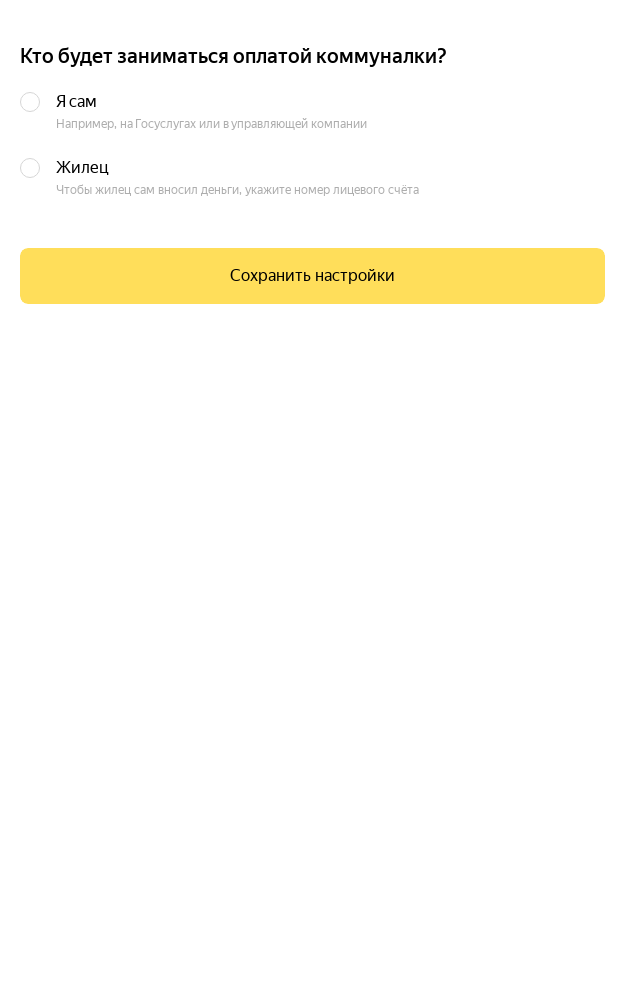 Кто будет заниматься оплатой коммуналки?
Я сам
Например, на Госуслугах или в управляющей компании
Жилец
Чтобы жилец сам вносил деньги, укажите номер лицевого счёта
Сохранить настройки